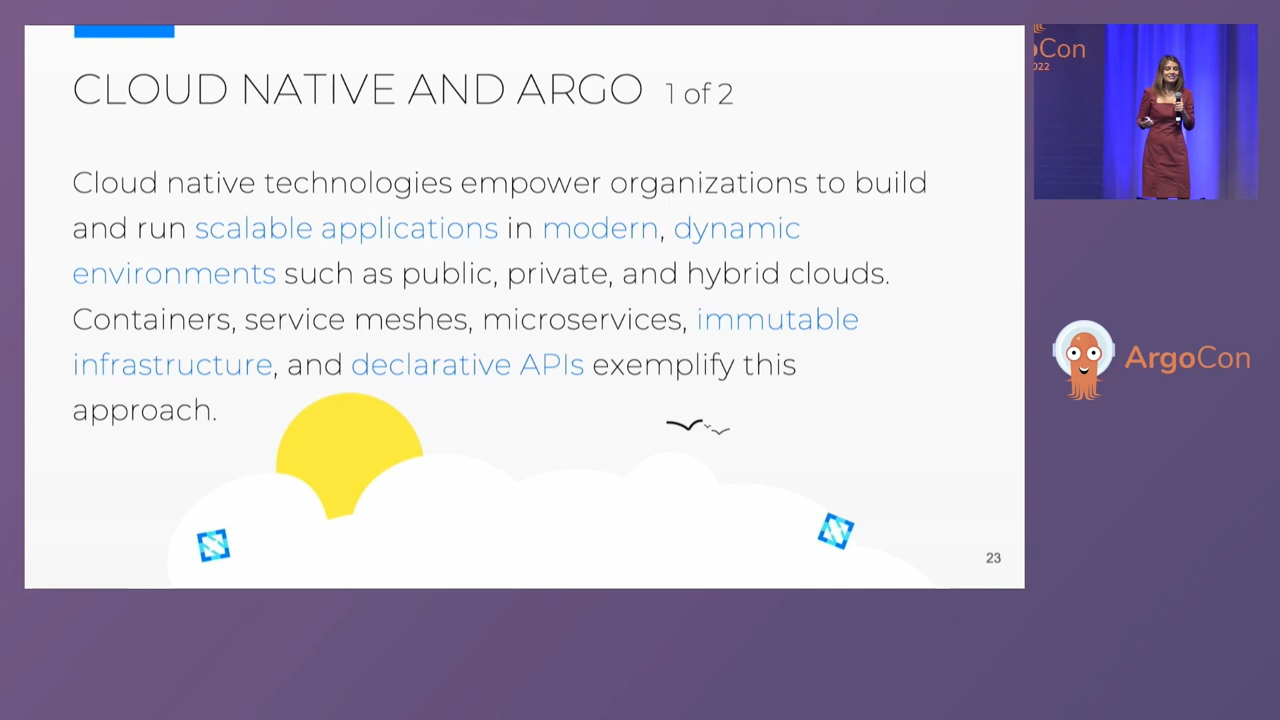 CLOUD NATIVE AND ARGO 1 of 2
Cloud native technologies empower organizations to build
and run scalable applications in modern, dynamic
environments such as public, private, and hybrid clouds.
Containers, service meshes, microservices, immutable
infrastructure, and declarative APIs exemplify this
approach.
23
oCon
022
ArgoCon